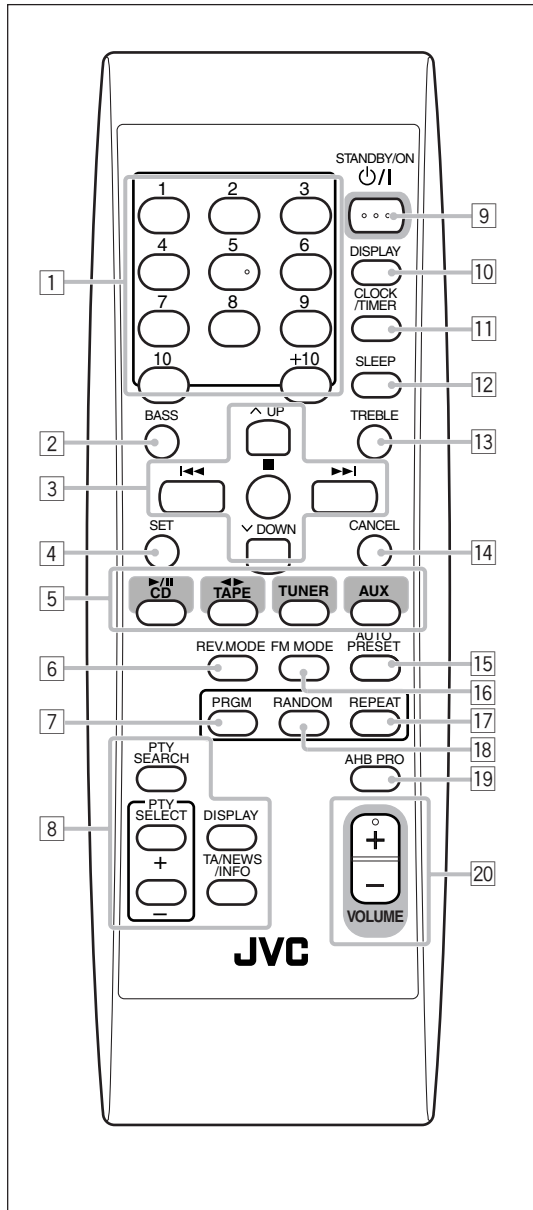 STANDBY/ON
⏻/I
1 2 3
9
DISPLAY
4 5 6
10
1
CLOCK
/TIMER
7 8 9
11
10 +10
SLEEP
12
BASS
∧ UP
TREBLE
2
13
3
|◀◀ ■ ▶▶|
SET
∨ DOWN
CANCEL
4
14
5
▶/II
CD
◀▶
TAPE
TUNER
AUX
REV.MODE FM MODE
AUTO
PRESET
6
15
16
PRGM RANDOM REPEAT
7
17
18
PTY
SEARCH
AHB PRO
19
8
PTY
SELECT
DISPLAY
+
TA/NEWS
/INFO
–
+
–
20
VOLUME
JVC